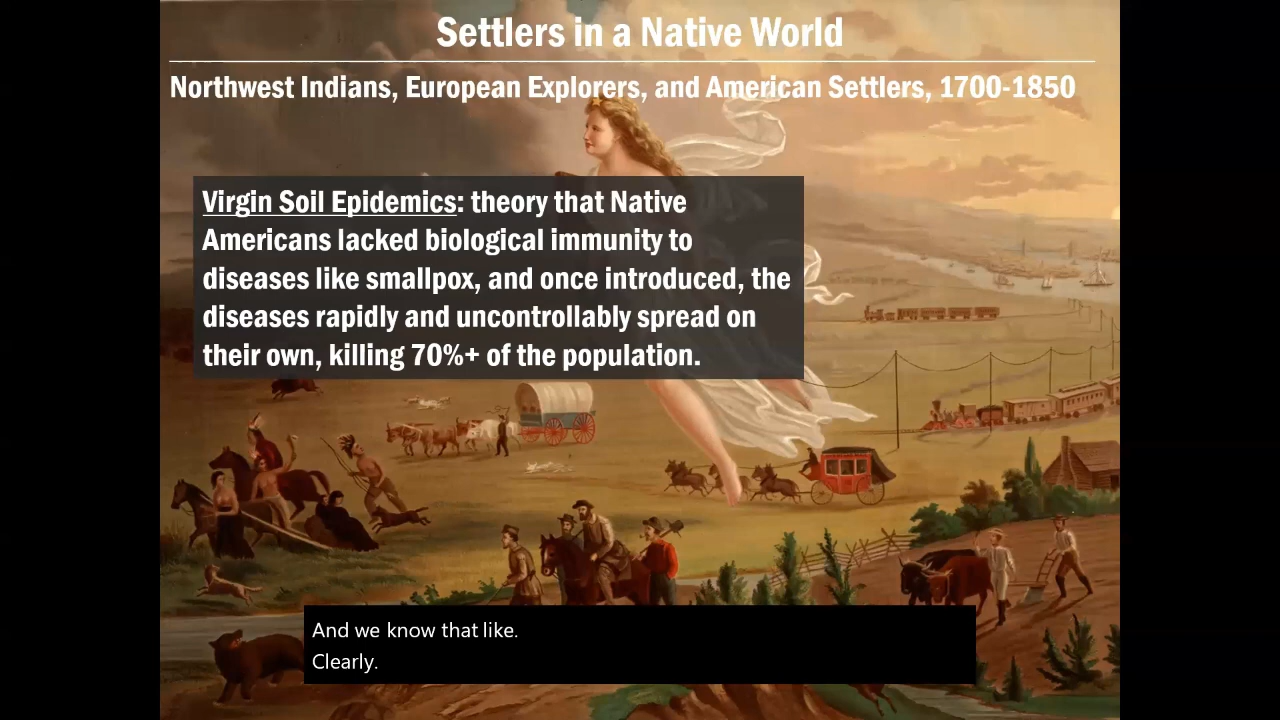 Settlers in a Native World
Northwest Indians, European Explorers, and American Settlers, 1700-1850
Virgin Soil Epidemics: theory that Native
Americans lacked biological immunity to
diseases like smallpox, and once introduced, the
diseases rapidly and uncontrollably spread on
their own, killing 70%+ of the population.
And we know that like.
Clearly.